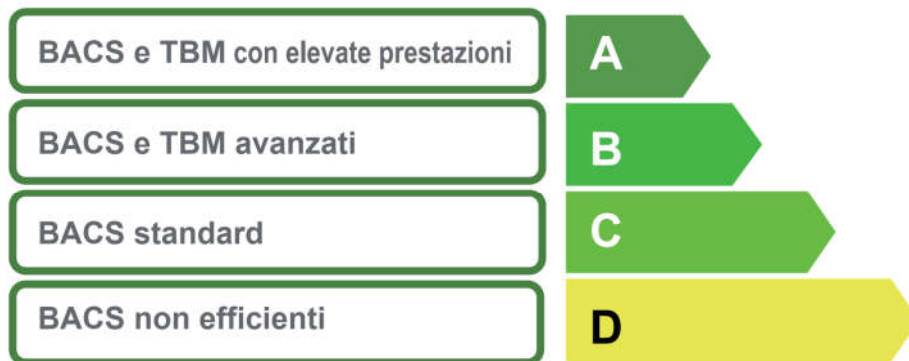 BACS e TBM con elevate prestazioni A
BACS e TBM avanzati B
BACS standard C
BACS non efficienti D